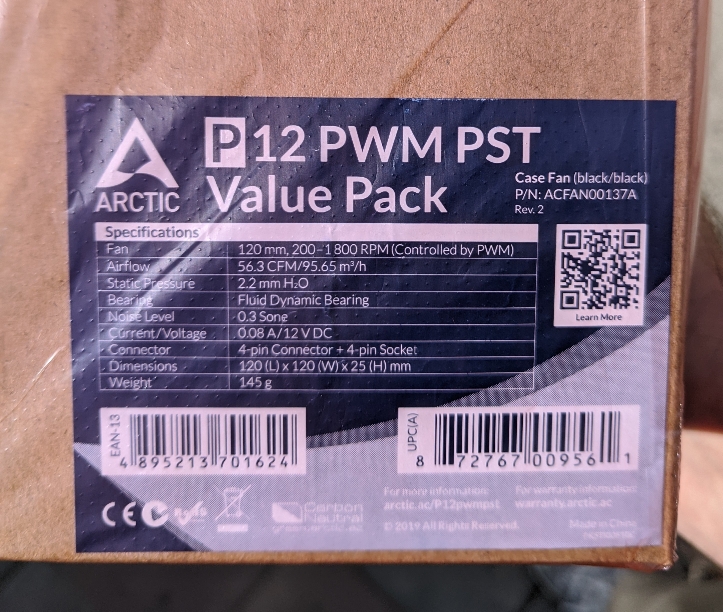 P12 PWM PST
Value Pack
ARCTIC
Case Fan (black/black)
P/N: ACFAN00137A
Rev. 2
Specifications
Fan 120 mm, 200–1 800 RPM (Controlled by PWM)
Airflow 56.3 CFM/95.65 m³/h
Static Pressure 2.2 mm H₂O
Bearing Fluid Dynamic Bearing
Noise Level 0.3 Sone
Current/Voltage 0.08 A/12 V DC
Connector 4-pin Connector + 4-pin Socket
Dimensions 120 (L) x 120 (W) x 25 (H) mm
Weight 145 g
Learn More
EAN-13
4 895213 701624
UPC(A)
8 72767 00956 1
For more information:
arctic.ac/P12pwmpst
For warranty information:
warranty.arctic.ac
CE RoHS
Carbon
Neutral
© 2019 All Rights Reserved.
Made in China